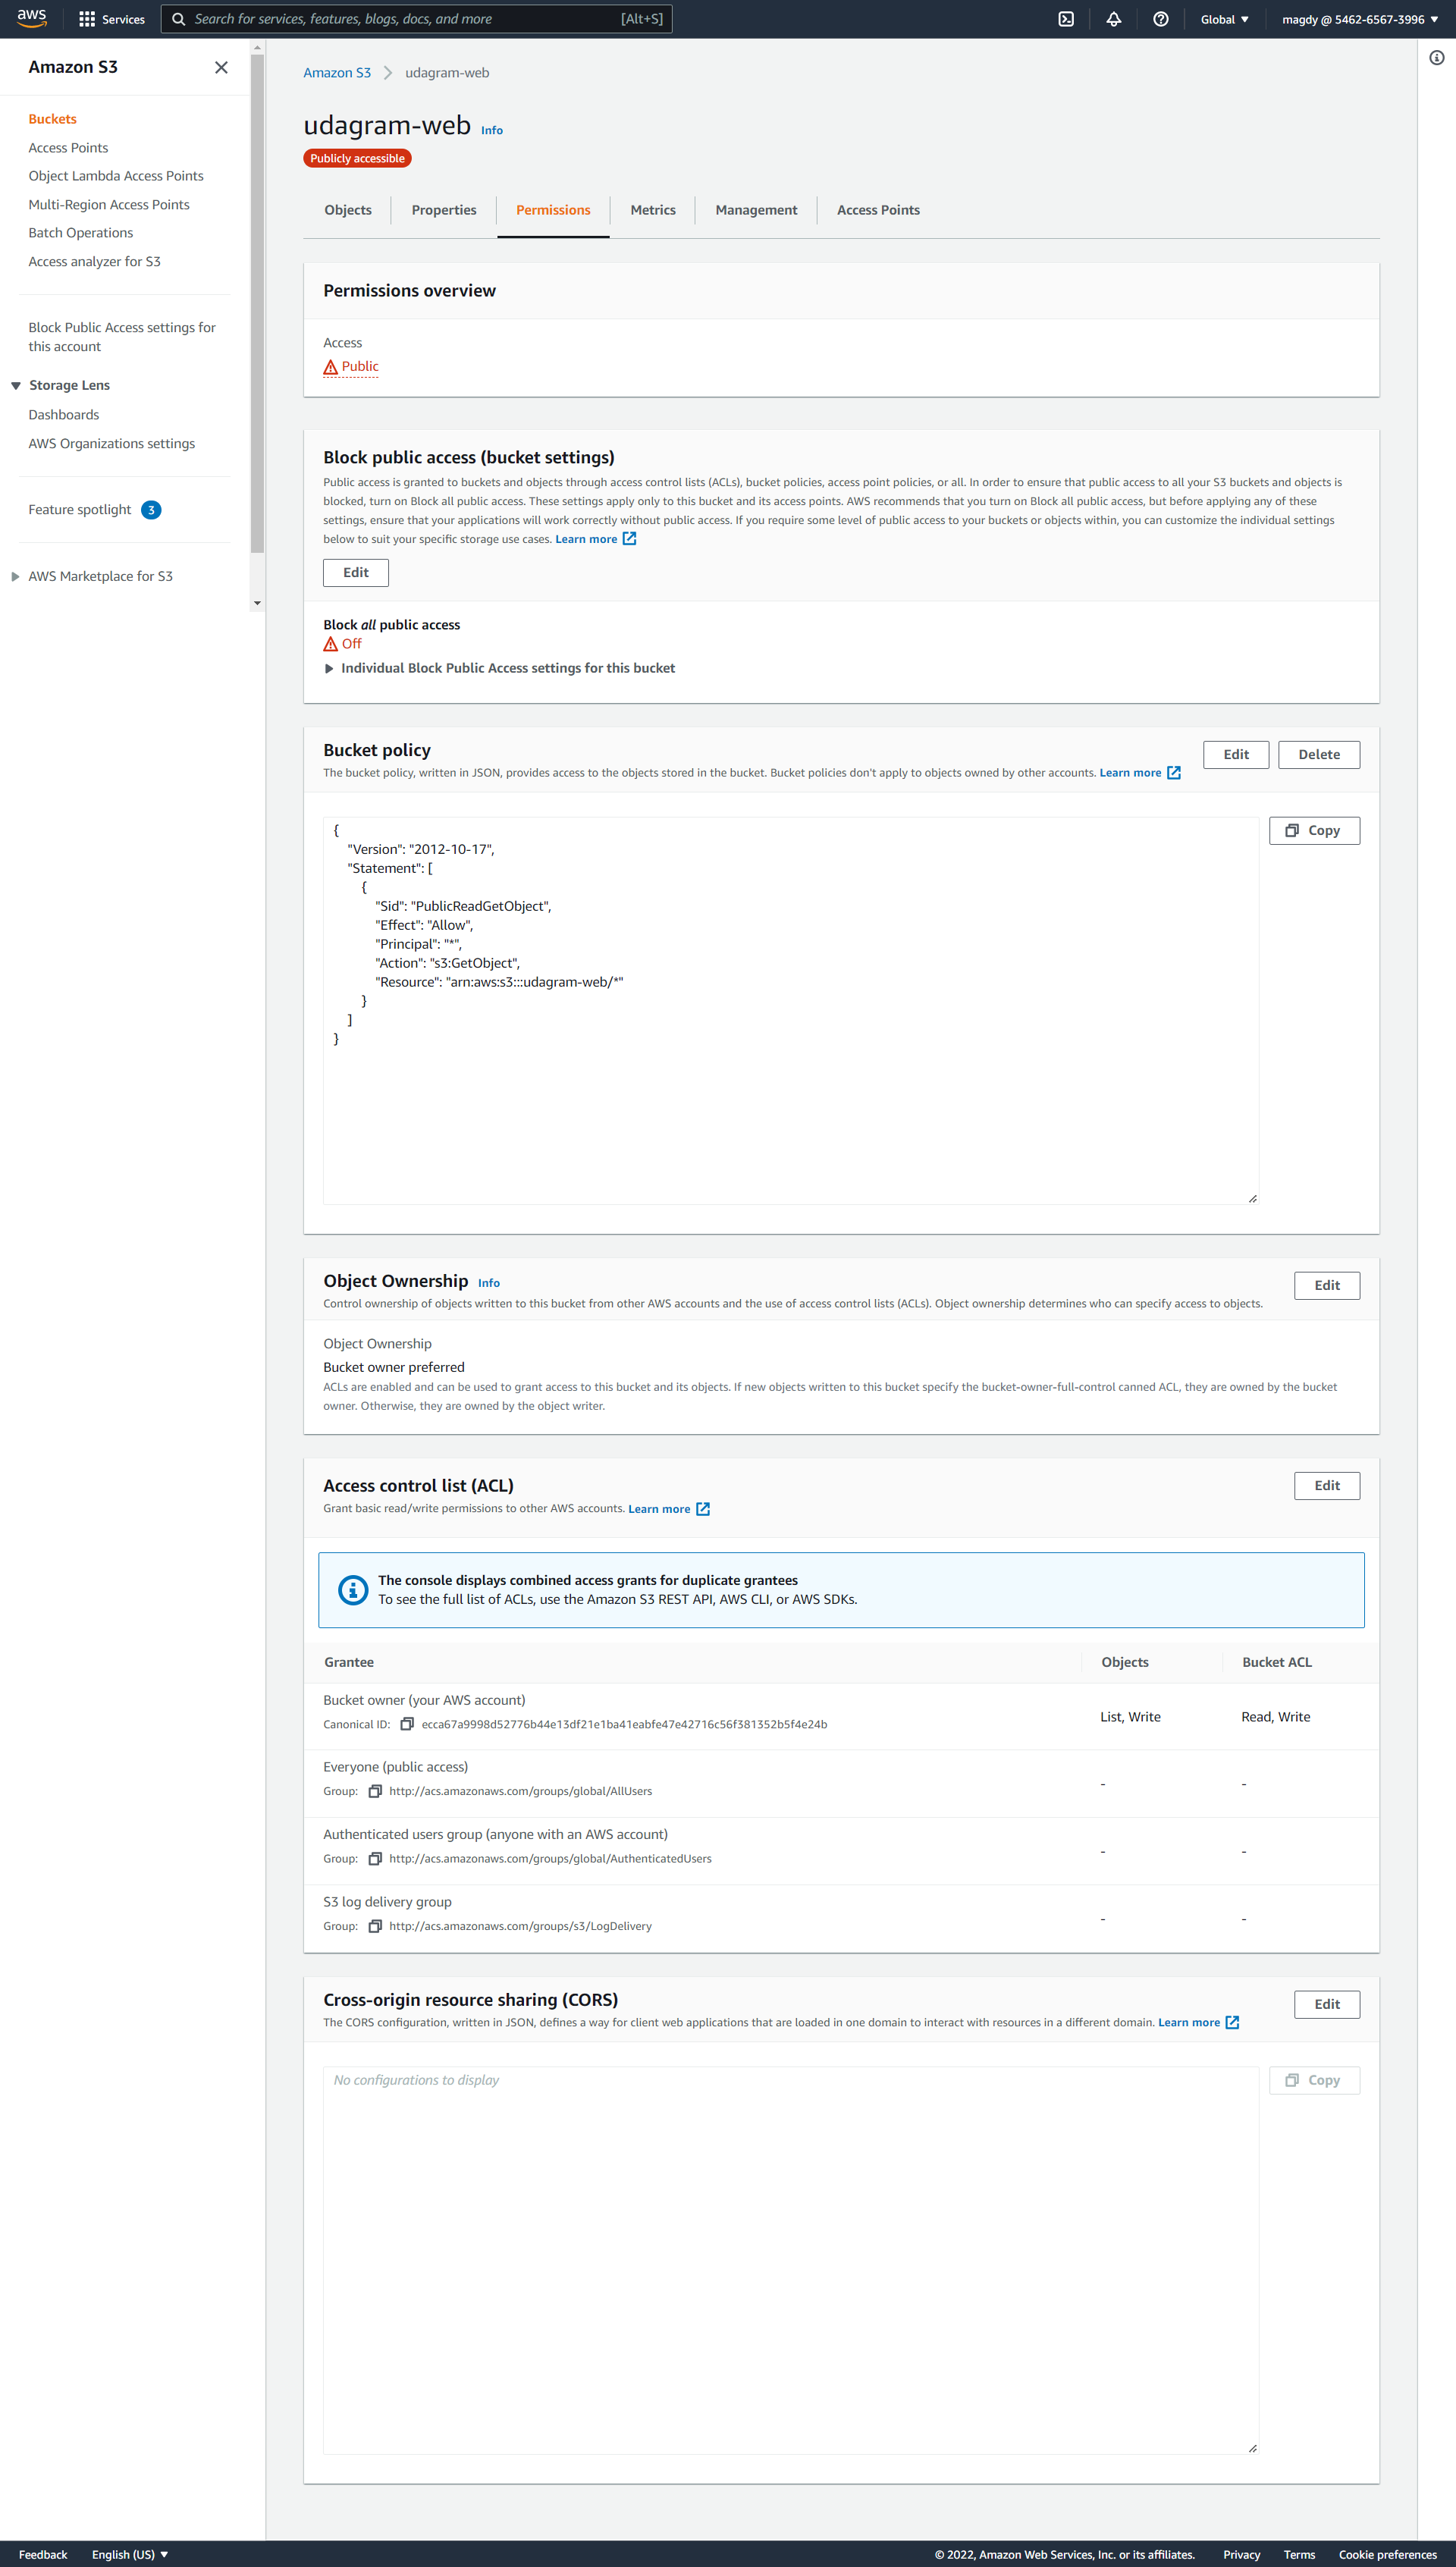 aws
Services
Search for services, features, blogs, docs, and more
[Alt+S]
Global
magdy @ 5462-6567-3996
Amazon S3
Buckets
Access Points
Object Lambda Access Points
Multi-Region Access Points
Batch Operations
Access analyzer for S3
Block Public Access settings for
this account
Storage Lens
Dashboards
AWS Organizations settings
Feature spotlight 3
AWS Marketplace for S3
Amazon S3 udagram-web
udagram-web Info
Publicly accessible
Objects Properties Permissions Metrics Management Access Points
Permissions overview
Access
Public
Block public access (bucket settings)
Public access is granted to buckets and objects through access control lists (ACLs), bucket policies, access point policies, or all. In order to ensure that public access to all your S3 buckets and objects is
blocked, turn on Block all public access. These settings apply only to this bucket and its access points. AWS recommends that you turn on Block all public access, but before applying any of these
settings, ensure that your applications will work correctly without public access. If you require some level of public access to your buckets or objects within, you can customize the individual settings
below to suit your specific storage use cases. Learn more
Edit
Block all public access
Off
Individual Block Public Access settings for this bucket
Bucket policy
The bucket policy, written in JSON, provides access to the objects stored in the bucket. Bucket policies don't apply to objects owned by other accounts. Learn more
Edit
Delete
{
"Version": "2012-10-17",
"Statement": [
{
"Sid": "PublicReadGetObject",
"Effect": "Allow",
"Principal": "*",
"Action": "s3:GetObject",
"Resource": "arn:aws:s3:::udagram-web/*"
}
]
}
Copy
Object Ownership Info
Control ownership of objects written to this bucket from other AWS accounts and the use of access control lists (ACLs). Object ownership determines who can specify access to objects.
Edit
Object Ownership
Bucket owner preferred
ACLs are enabled and can be used to grant access to this bucket and its objects. If new objects written to this bucket specify the bucket-owner-full-control canned ACL, they are owned by the bucket
owner. Otherwise, they are owned by the object writer.
Access control list (ACL)
Grant basic read/write permissions to other AWS accounts. Learn more
Edit
The console displays combined access grants for duplicate grantees
To see the full list of ACLs, use the Amazon S3 REST API, AWS CLI, or AWS SDKs.
Grantee Objects Bucket ACL
Bucket owner (your AWS account)
Canonical ID: ecca67a9998d52776b44e13df21e1ba41eabfe47e42716c56f381352b5f4e24b
List, Write
Read, Write
Everyone (public access)
Group: http://acs.amazonaws.com/groups/global/AllUsers
-
-
Authenticated users group (anyone with an AWS account)
Group: http://acs.amazonaws.com/groups/global/AuthenticatedUsers
-
-
S3 log delivery group
Group: http://acs.amazonaws.com/groups/s3/LogDelivery
-
-
Cross-origin resource sharing (CORS)
The CORS configuration, written in JSON, defines a way for client web applications that are loaded in one domain to interact with resources in a different domain. Learn more
Edit
No configurations to display
Copy
Feedback English (US) © 2022, Amazon Web Services, Inc. or its affiliates. Privacy Terms Cookie preferences